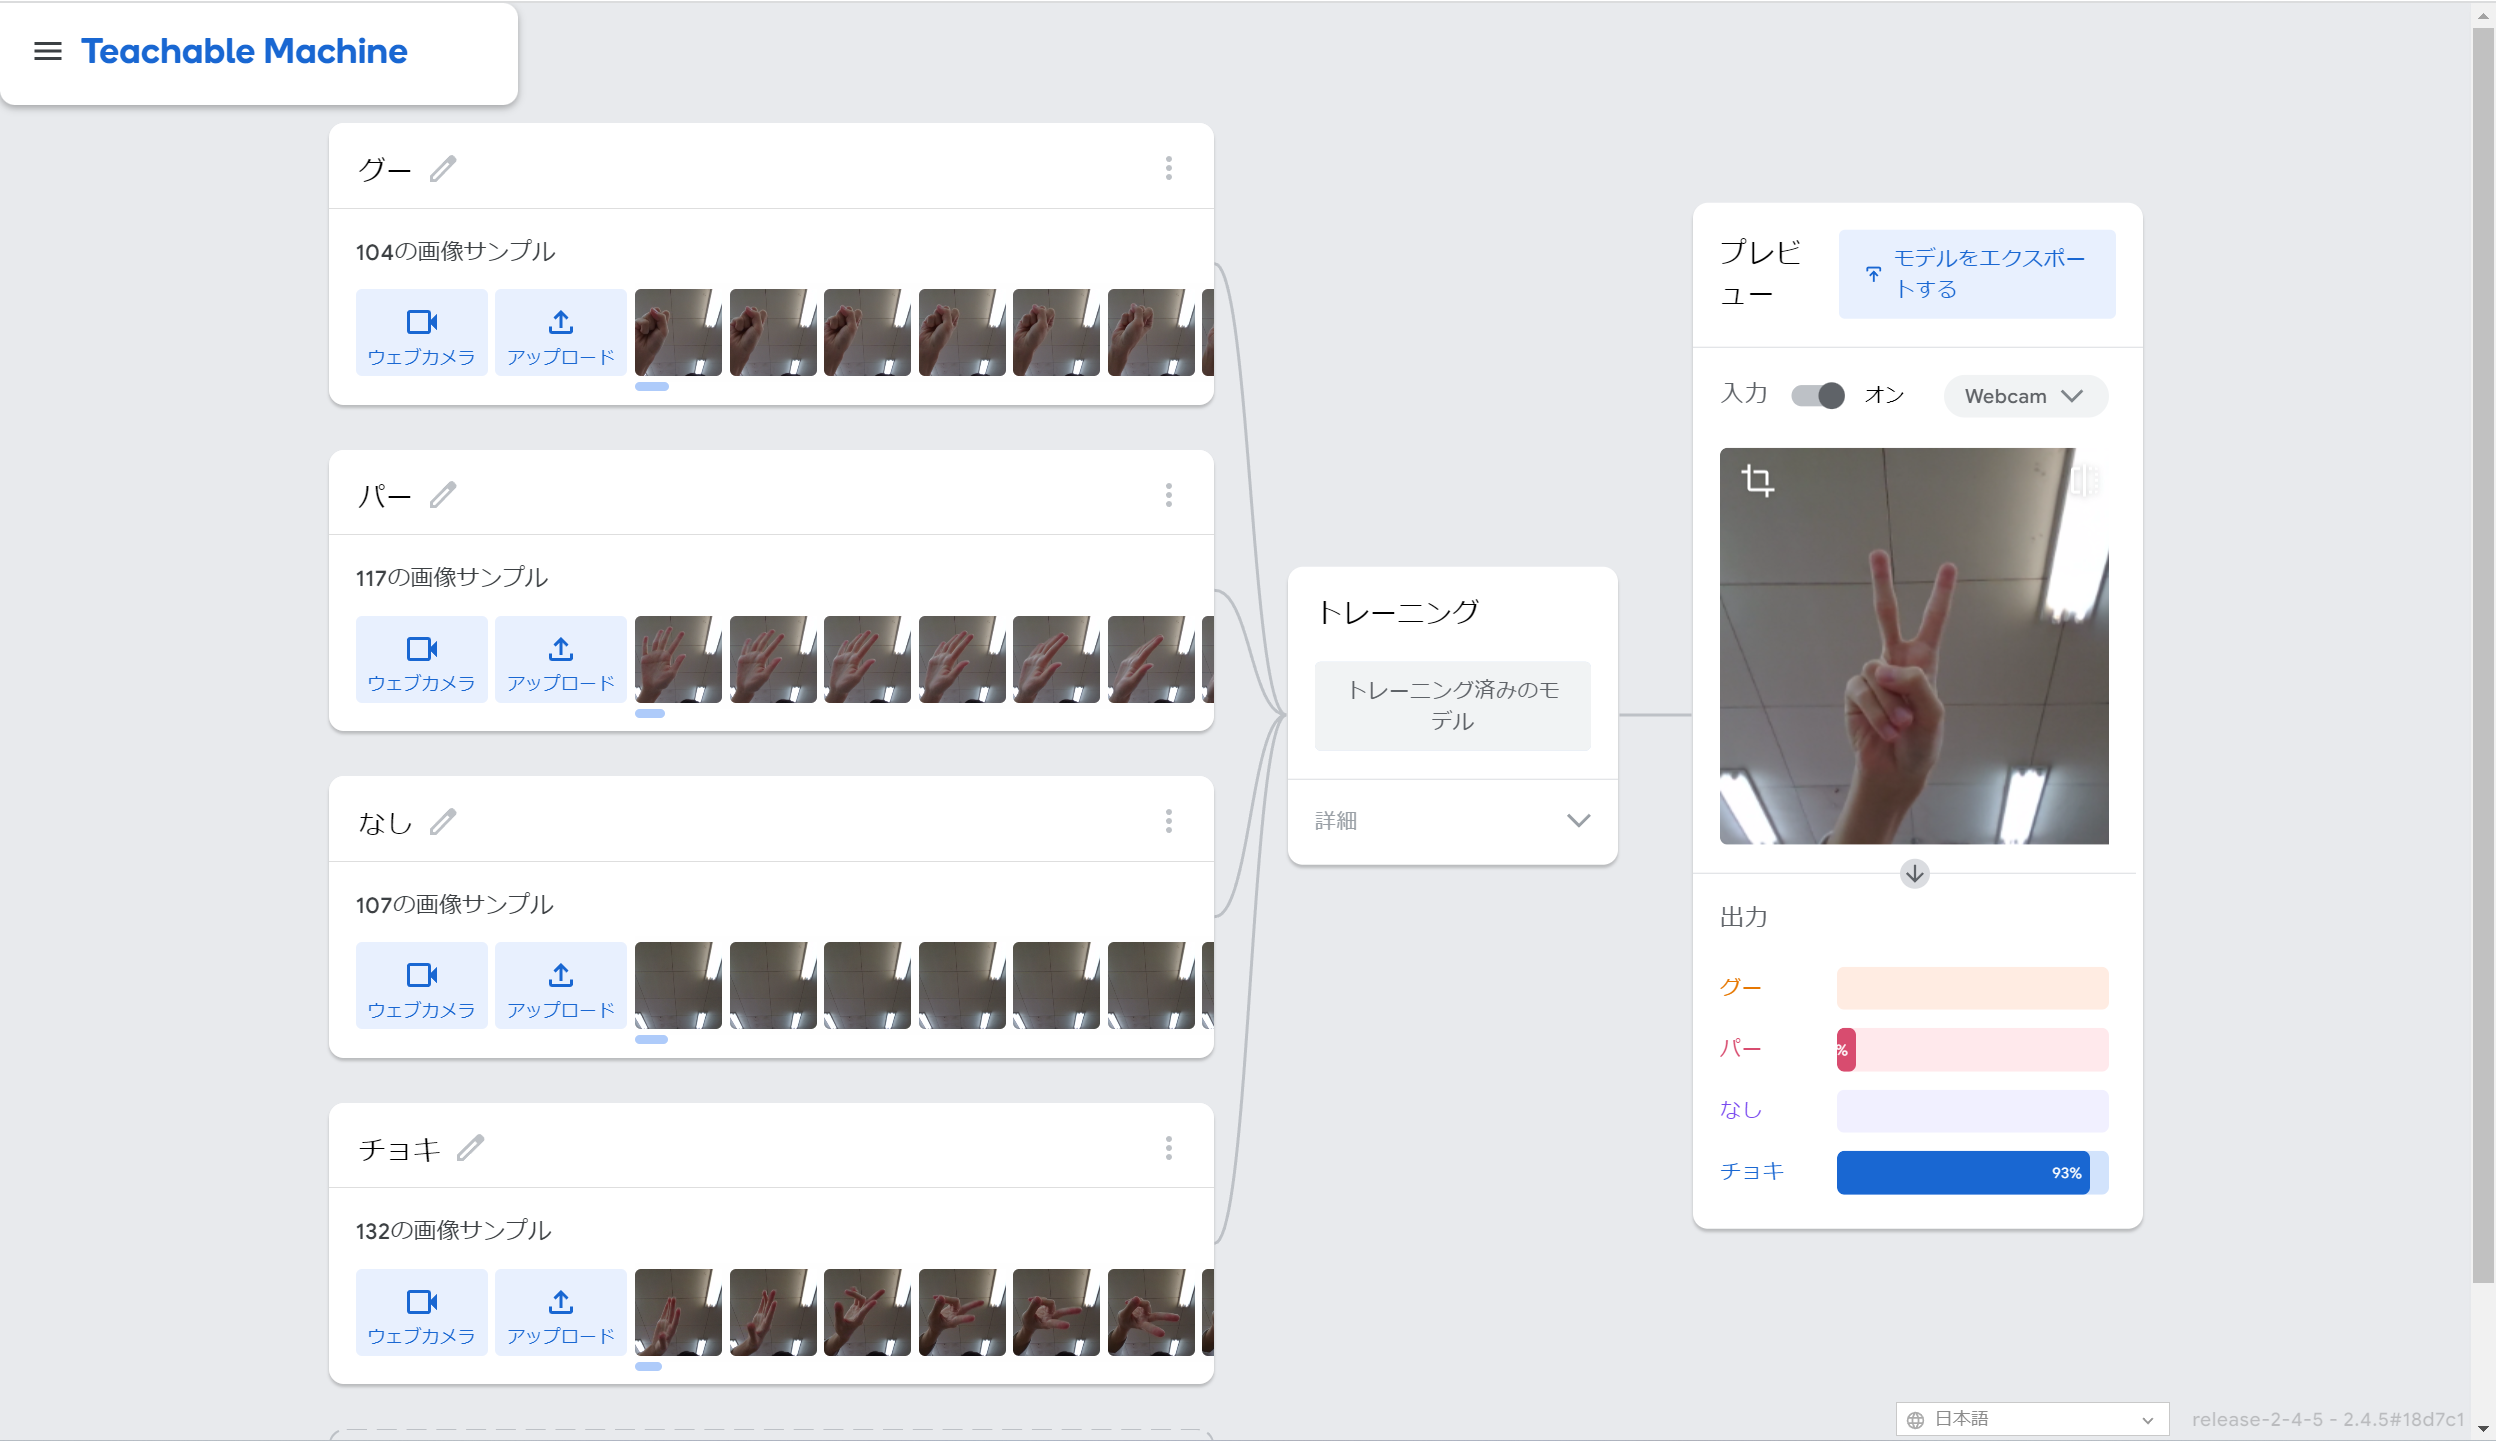 Teachable Machine
グー
104の画像サンプル
ウェブカメラ
アップロード
パー
117の画像サンプル
ウェブカメラ
アップロード
なし
107の画像サンプル
ウェブカメラ
アップロード
チョキ
132の画像サンプル
ウェブカメラ
アップロード
トレーニング
トレーニング済みのモ
デル
詳細
プレビ
ュー
モデルをエクスポー
トする
入力
オン
Webcam
出力
グー
パー
%
なし
チョキ
93%
日本語
release-2-4-5 - 2.4.5#18d7c1